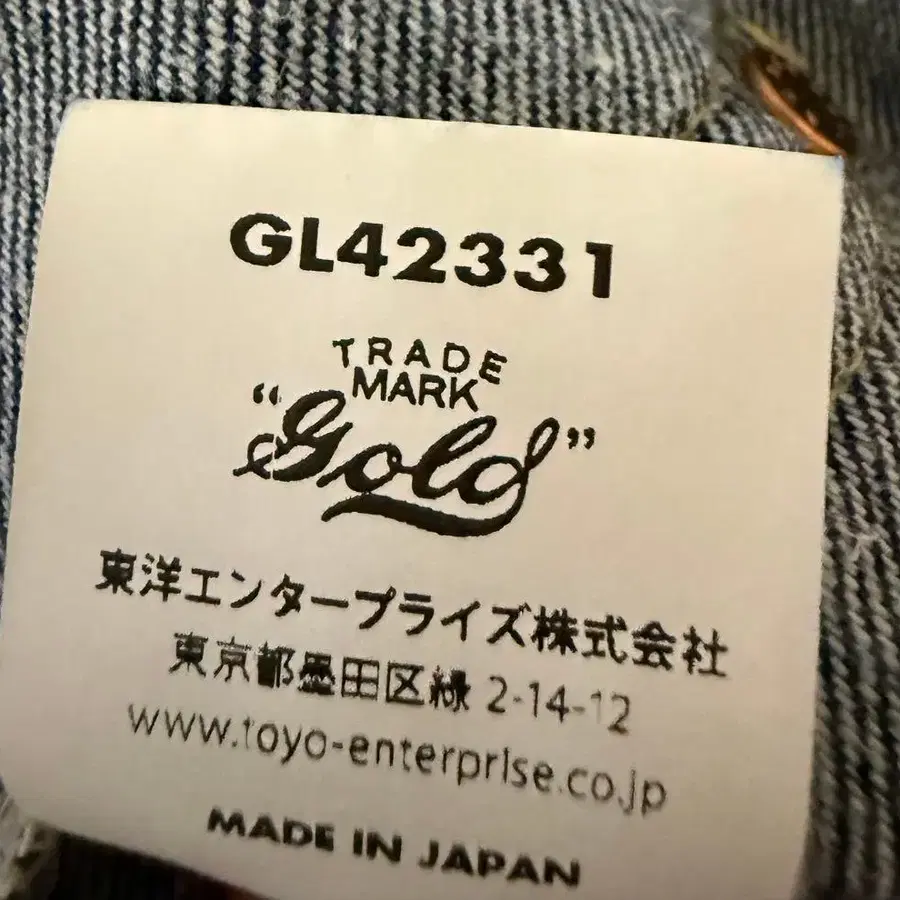 GL42331
TRADE
MARK
“Gold”
東洋エンタープライズ株式会社
東京都墨田区緑 2-14-12
www.toyo-enterprise.co.jp
MADE IN JAPAN